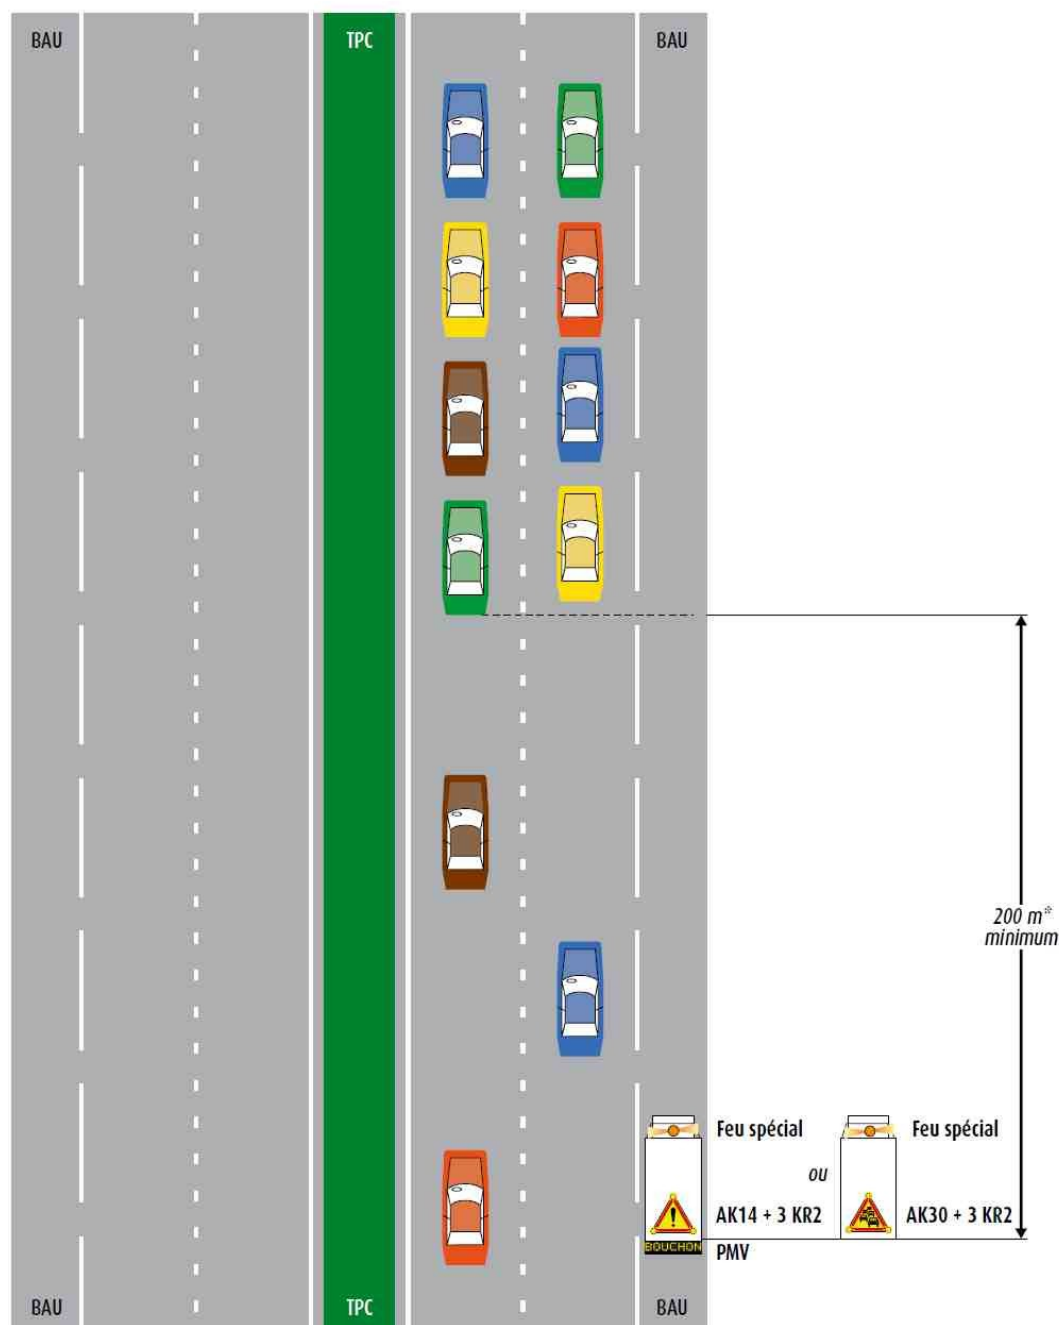 BAU
TPC
BAU
200 m*
minimum
Feu spécial
Feu spécial
ou
!
AK14 + 3 KR2
AK30 + 3 KR2
BOUCHON
PMV
BAU
TPC
BAU